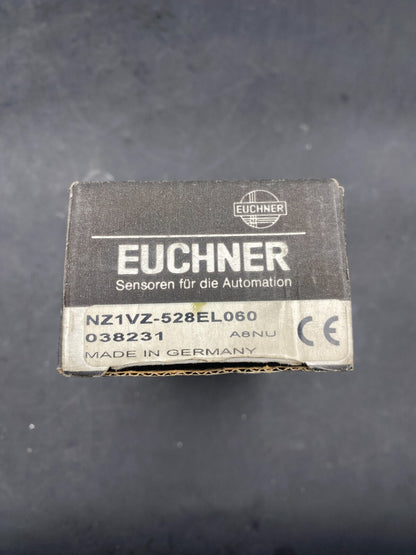 EUCHNER
EUCHNER
Sensoren für die Automation
NZ1VZ-528EL060
038231 A8NU CE
MADE IN GERMANY